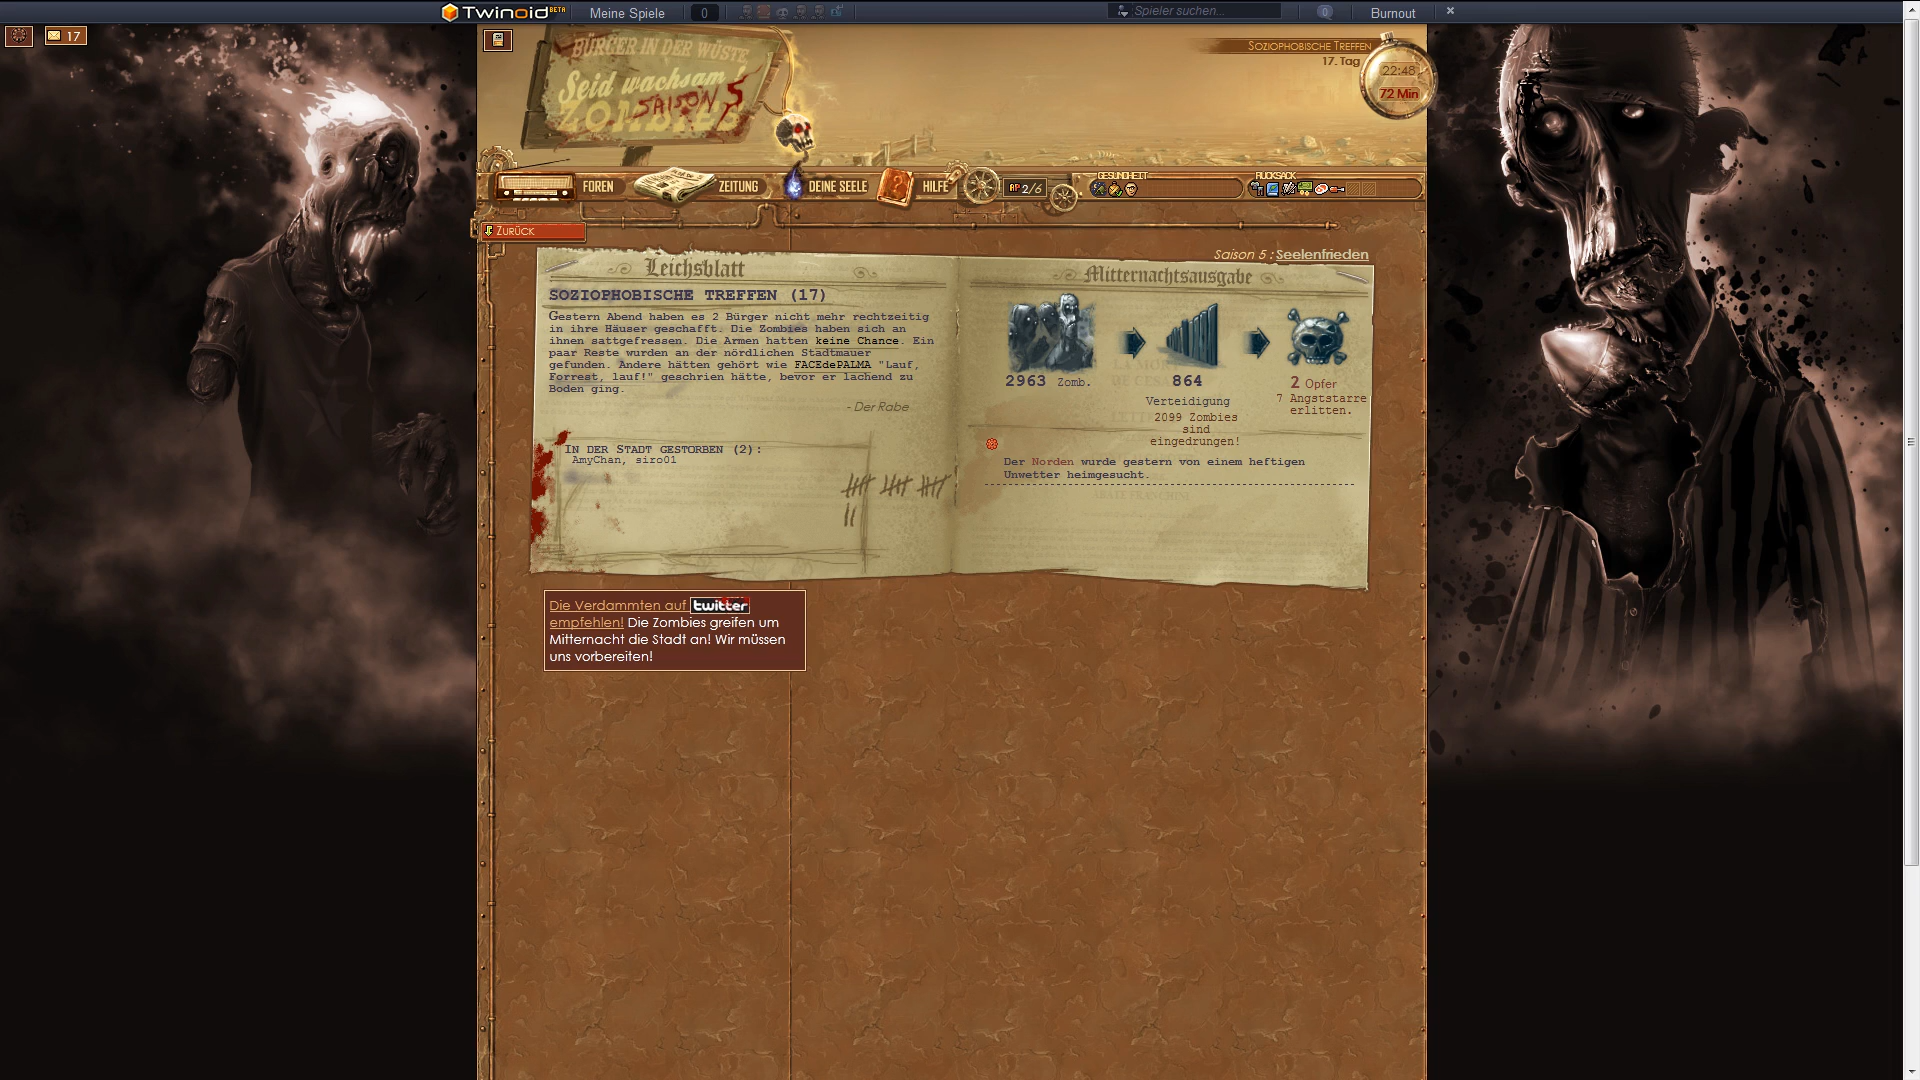 Twinoid BETA
Meine Spiele
0
Spieler suchen...
0
Burnout
17
BÜRGER IN DER WÜSTE
Seid wachsam!
ZOMBIES
SAISON 5
SOZIOPHOBISCHE TREFFEN
17. Tag
22:48
72 Min
FOREN
ZEITUNG
DEINE SEELE
HILFE
AP 2/6
GESUNDHEIT
RUCKSACK
ZURÜCK
Saison 5 : Seelenfrieden
Leichsblatt
SOZIOPHOBISCHE TREFFEN (17)
Gestern Abend haben es 2 Bürger nicht mehr rechtzeitig
in ihre Häuser geschafft. Die Zombies haben sich an
ihnen sattgefressen. Die Armen hatten keine Chance. Ein
paar Reste wurden an der nördlichen Stadtmauer
gefunden. Andere hätten gehört wie FACEdePALMA "Lauf,
Forrest, lauf!" geschrien hätte, bevor er lachend zu
Boden ging.
- Der Rabe
IN DER STADT GESTORBEN (2):
AmyChan, siro01
Mitternachtsausgabe
2963 Zomb.
864
Verteidigung
2099 Zombies
sind
eingedrungen!
2 Opfer
7 Angststarre
erlitten.
Der Norden wurde gestern von einem heftigen
Unwetter heimgesucht.
Die Verdammten auf twitter
empfehlen! Die Zombies greifen um
Mitternacht die Stadt an! Wir müssen
uns vorbereiten!